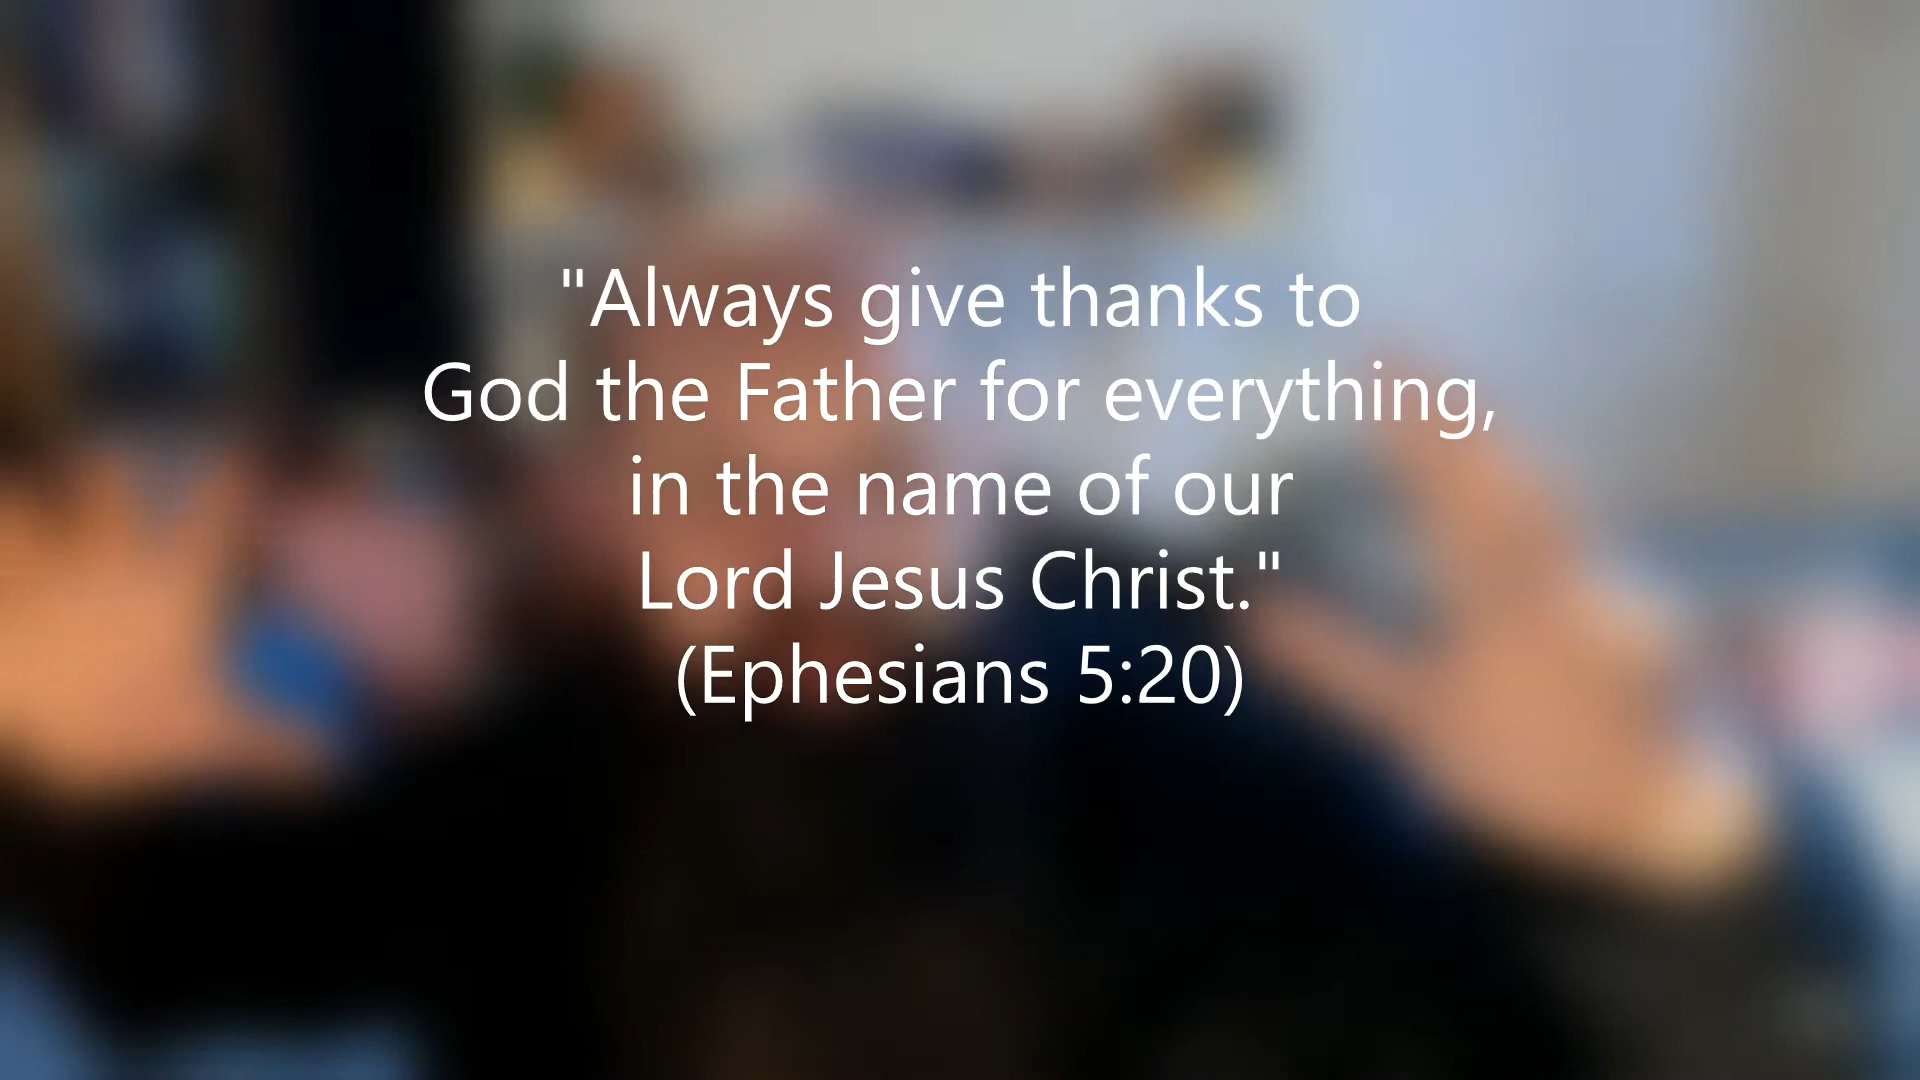 "Always give thanks to
God the Father for everything,
in the name of our
Lord Jesus Christ."
(Ephesians 5:20)